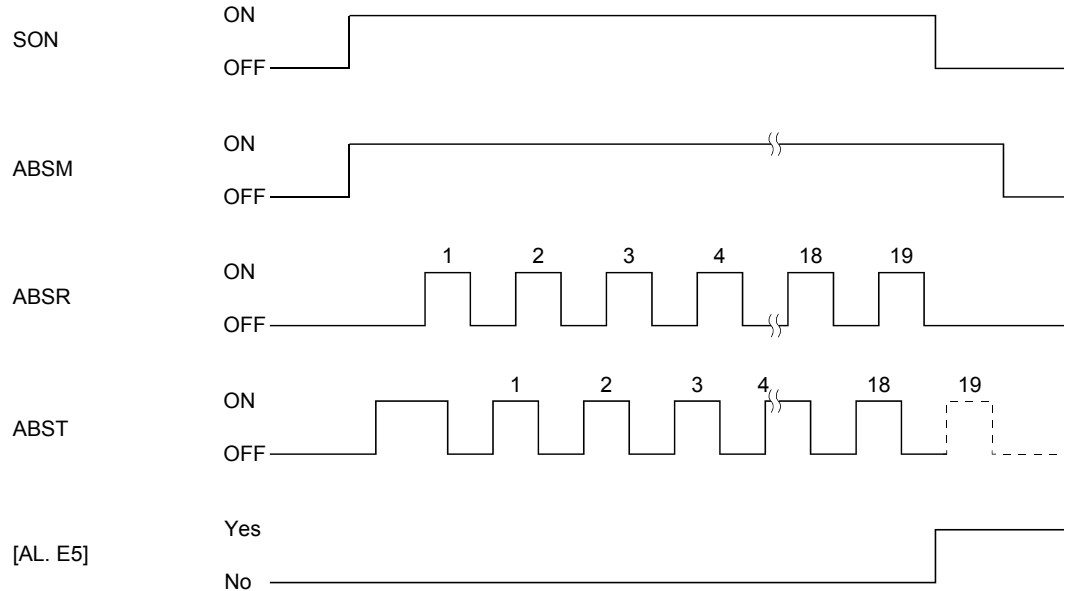 SON
ON
OFF
ABSM
ON
OFF
ABSR
ON
OFF
1 2 3 4 18 19
ABST
ON
OFF
1 2 3 4 18 19
[AL. E5]
Yes
No